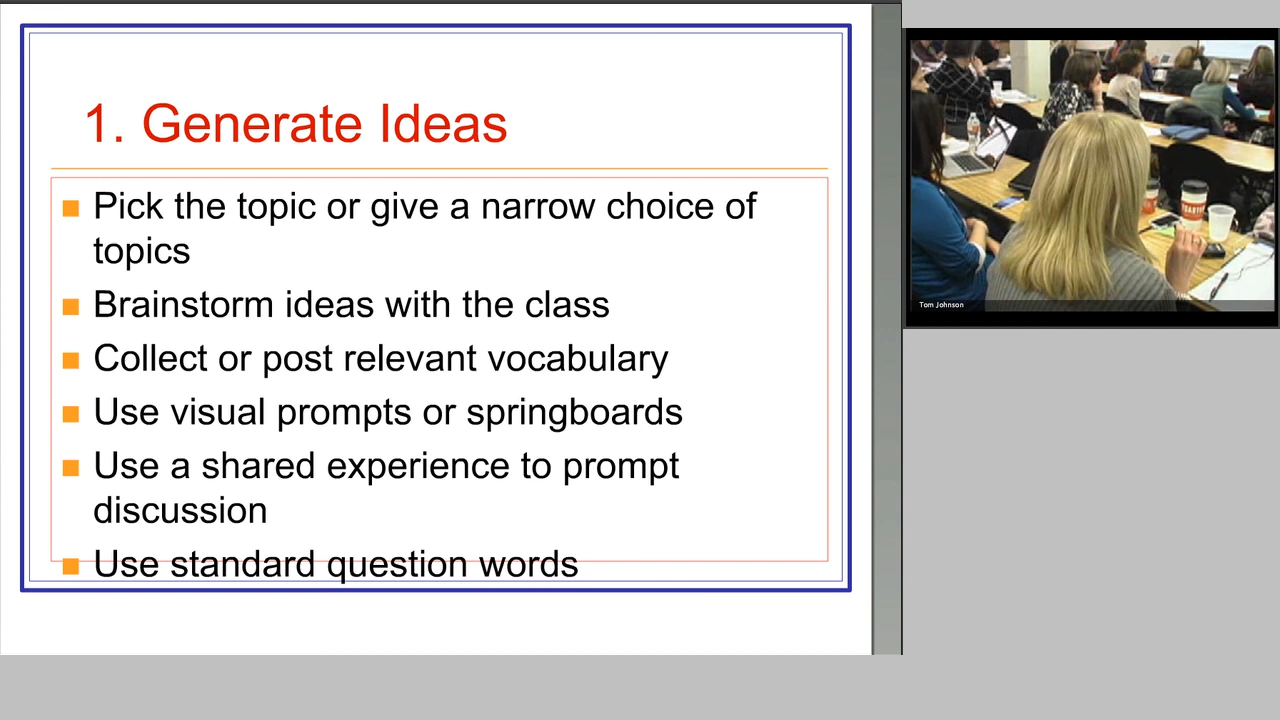 1. Generate Ideas
Pick the topic or give a narrow choice of
topics
Brainstorm ideas with the class
Collect or post relevant vocabulary
Use visual prompts or springboards
Use a shared experience to prompt
discussion
Use standard question words
Tom Johnson